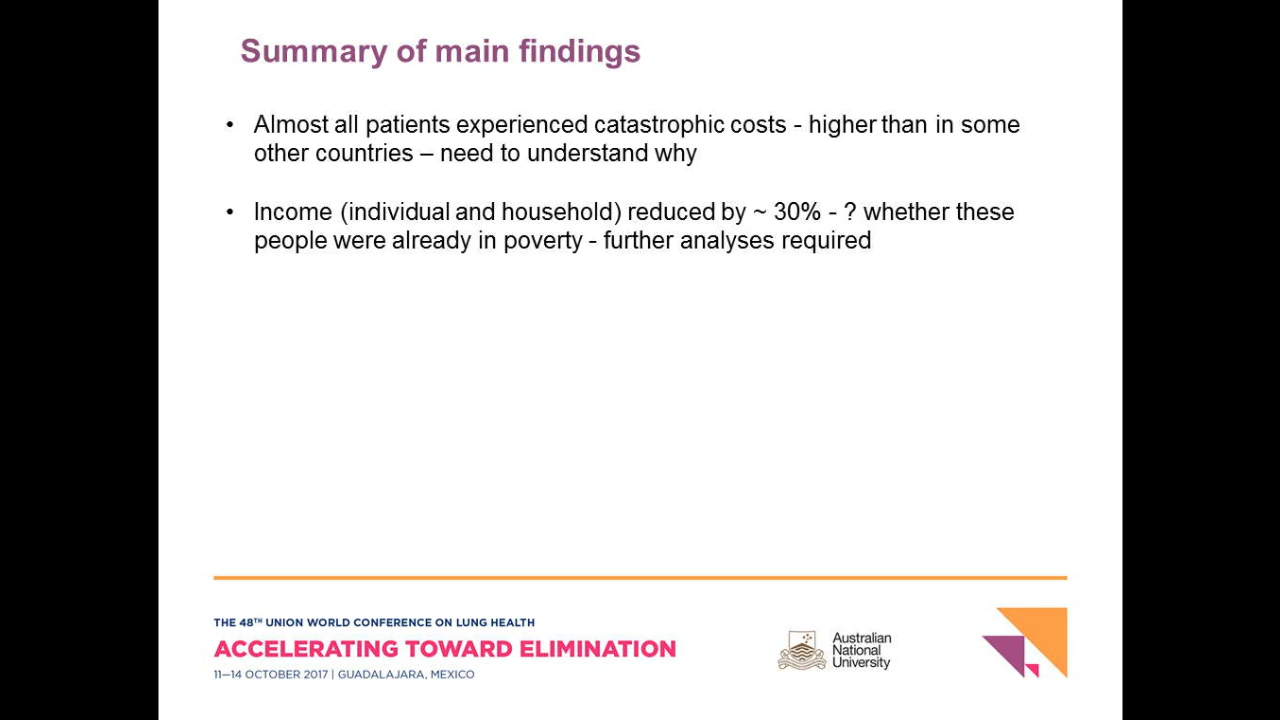 Summary of main findings
• Almost all patients experienced catastrophic costs - higher than in some
other countries – need to understand why
• Income (individual and household) reduced by ~ 30% - ? whether these
people were already in poverty - further analyses required
THE 48TH UNION WORLD CONFERENCE ON LUNG HEALTH
ACCELERATING TOWARD ELIMINATION
11–14 OCTOBER 2017 | GUADALAJARA, MEXICO
Australian
National
University